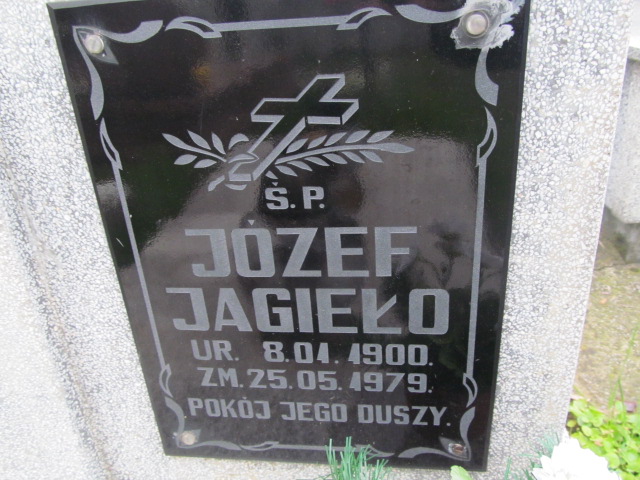 Ś.P.
JÓZEF
JAGIEŁO
UR. 8.01.1900.
ZM. 25.05.1979.
POKÓJ JEGO DUSZY.